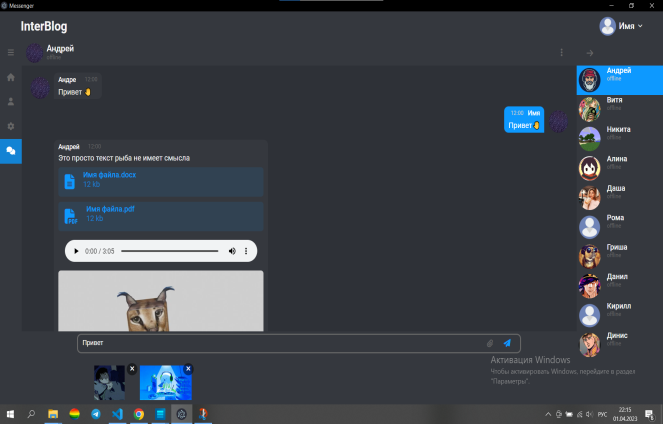 Messenger
InterBlog
Имя
Андрей
offline
Андре 12:00
Привет
12:00 Имя
Привет
Андрей 12:00
Это просто текст рыба не имеет смысла
Имя файла.docx
12 kb
Имя файла.pdf
12 kb
PDF
0:00 / 3:05
Андрей
offline
Витя
offline
Никита
offline
Алина
offline
Даша
offline
Рома
offline
Гриша
offline
Данил
offline
Кирилл
offline
Динис
offline
Привет
Активация Windows
Чтобы активировать Windows, перейдите в раздел
"Параметры".
РУС
22:15
01.04.2023